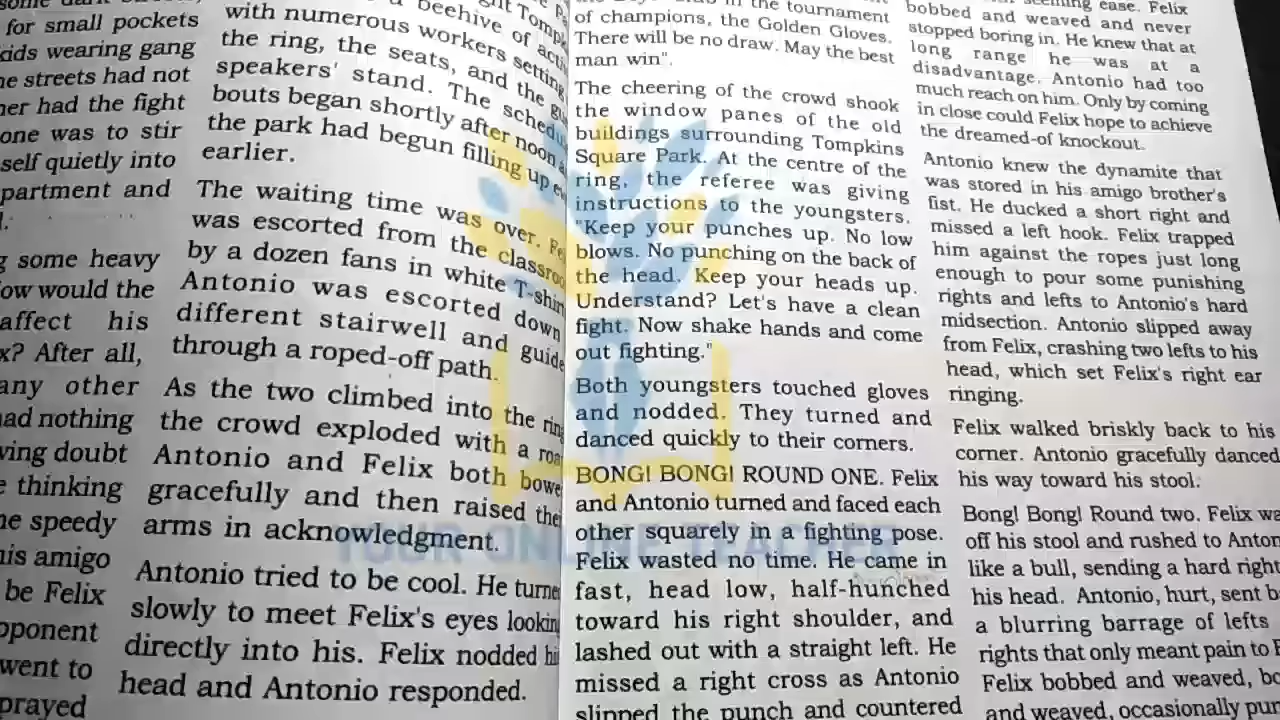 for small pockets
kids wearing gang
streets had not
had the fight
one was to stir
self quietly into
partment and
some heavy
would the
affect his
x? After all,
any other
had nothing
ving doubt
thinking
speedy
his amigo
be Felix
pponent
went to
prayed
beehive of
with numerous workers setting
the ring, the seats, and the
speakers' stand. The
bouts began shortly after noon
the park had begun filling up
earlier.
The waiting time was over.
was escorted from the
by a dozen fans in white
Antonio was escorted down
different stairwell and
through a roped-off path.
As the two climbed into the ring
the crowd exploded with a
Antonio and Felix both
gracefully and then raised
arms in acknowledgment.
Antonio tried to be cool. He
slowly to meet Felix's eyes
directly into his. Felix nodded
head and Antonio responded.
in the tournament
of champions, the Golden Gloves.
There will be no draw. May the best
man win".
The cheering of the crowd shook
the window panes of the old
buildings surrounding Tompkins
Square Park. At the centre of the
ring, the referee was giving
instructions to the youngsters.
"Keep your punches up. No low
blows. No punching on the back of
the head. Keep your heads up.
Understand? Let's have a clean
fight. Now shake hands and come
out fighting."
Both youngsters touched gloves
and nodded. They turned and
danced quickly to their corners.
BONG! BONG! ROUND ONE. Felix
and Antonio turned and faced each
other squarely in a fighting pose.
Felix wasted no time. He came in
fast, head low, half-hunched
toward his right shoulder, and
lashed out with a straight left. He
missed a right cross as Antonio
slipped the punch and countered
seeming ease. Felix
bobbed and weaved and never
stopped boring in. He knew that at
long range he was at a
disadvantage. Antonio had too
much reach on him. Only by coming
in close could Felix hope to achieve
the dreamed-of knockout.
Antonio knew the dynamite that
was stored in his amigo brother's
fist. He ducked a short right and
missed a left hook. Felix trapped
him against the ropes just long
enough to pour some punishing
rights and lefts to Antonio's hard
midsection. Antonio slipped away
from Felix, crashing two lefts to his
head, which set Felix's right ear
ringing.
Felix walked briskly back to his
corner. Antonio gracefully danced
his way toward his stool.
Bong! Bong! Round two. Felix
off his stool and rushed to
like a bull, sending a hard right
his head. Antonio, hurt, sent
a blurring barrage of lefts
rights that only meant pain to
Felix bobbed and weaved,
and weaved, occasionally
YOUR ONLINE TEACHER